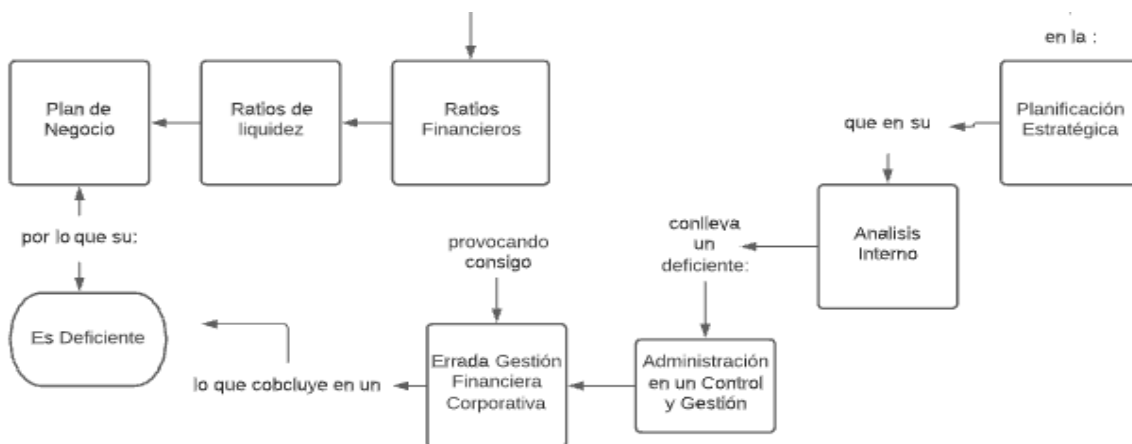 en la :
Plan de
Negocio
Ratios de
liquidez
Ratios
Financieros
Planificación
Estratégica
que en su
por lo que su:
provocando
consigo
conlleva
un
deficiente:
Analisis
Interno
Es Deficiente
lo que cobcluye en un
Errada Gestión
Financiera
Corporativa
Administración
en un Control
y Gestión